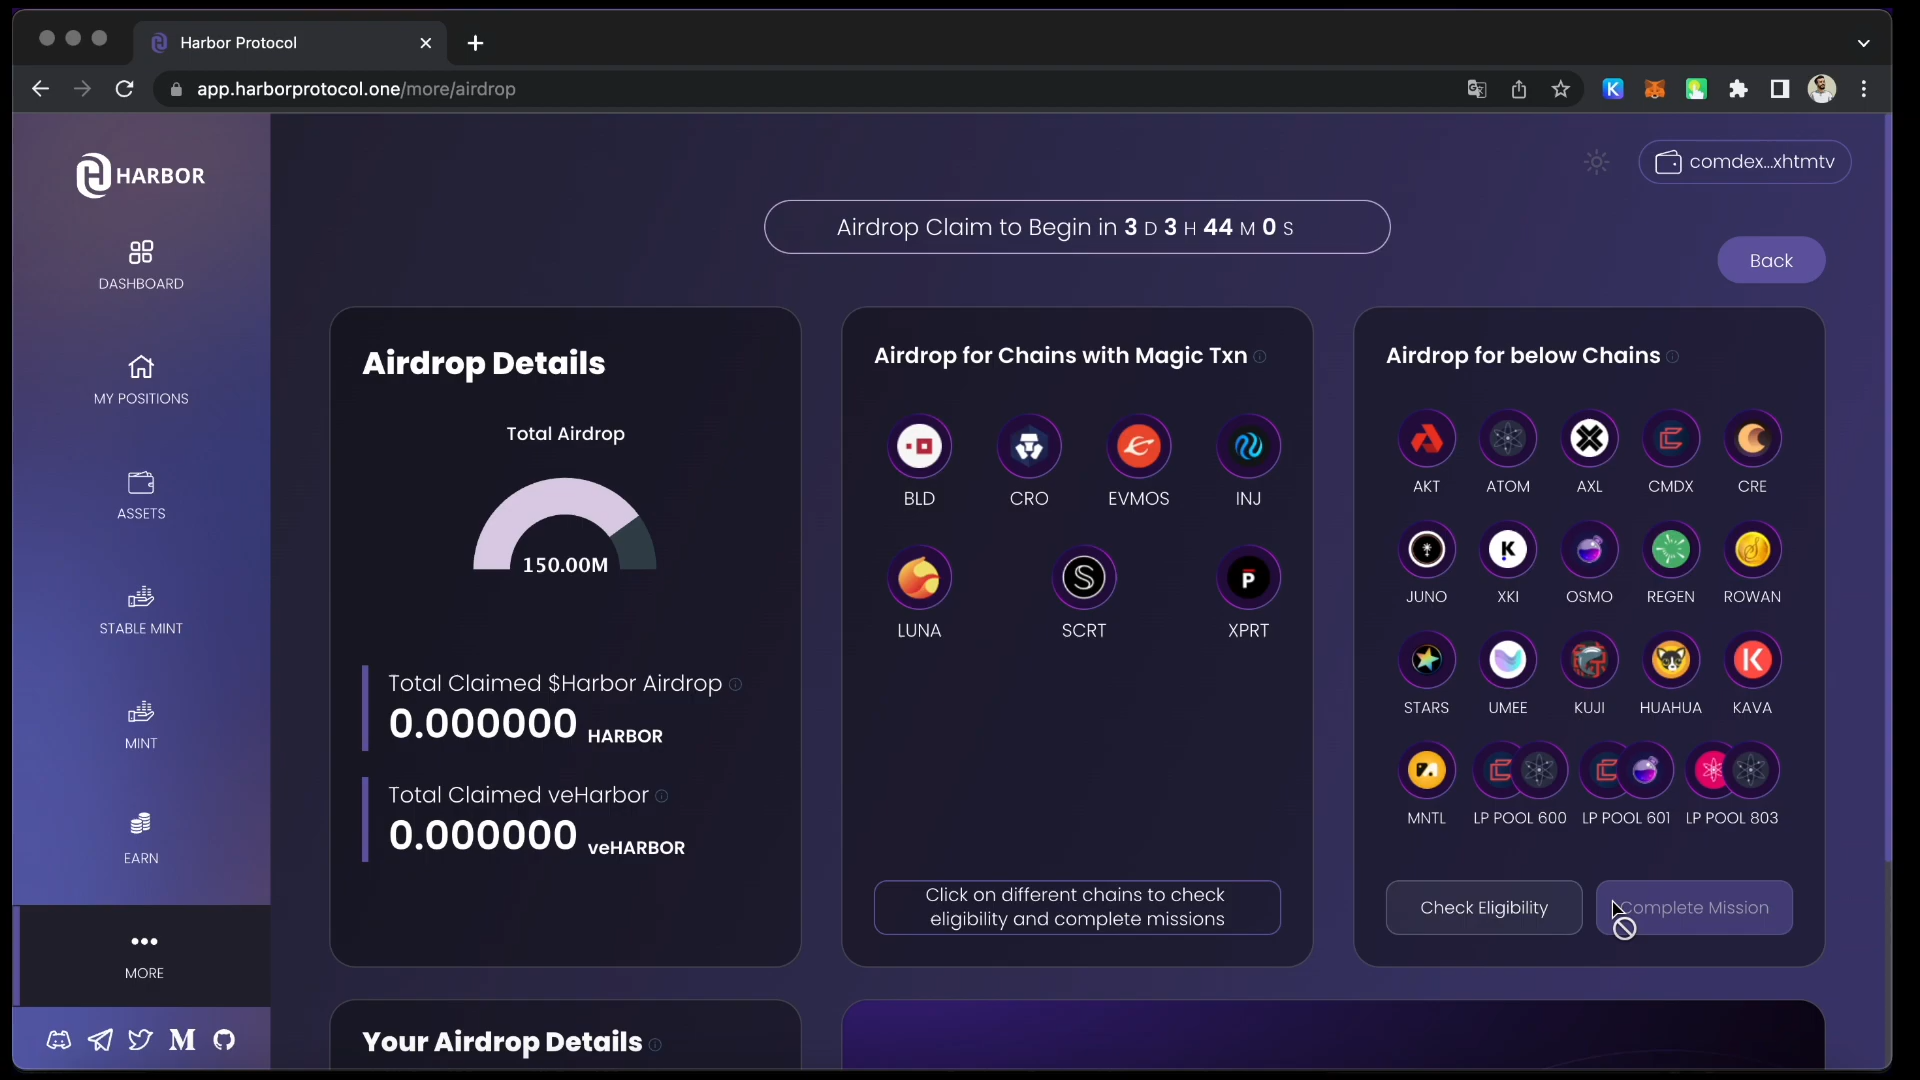 Harbor Protocol
app.harborprotocol.one/more/airdrop
HARBOR
comdex...xhtmtv
Airdrop Claim to Begin in 3 D 3 H 44 M 0 S
Back
DASHBOARD
MY POSITIONS
ASSETS
STABLE MINT
MINT
EARN
MORE
Airdrop Details
Total Airdrop
150.00M
Total Claimed $Harbor Airdrop
0.000000 HARBOR
Total Claimed veHarbor
0.000000 veHARBOR
Airdrop for Chains with Magic Txn
BLD CRO EVMOS INJ
LUNA SCRT XPRT
Click on different chains to check
eligibility and complete missions
Airdrop for below Chains
AKT ATOM AXL CMDX CRE
JUNO XKI OSMO REGEN ROWAN
STARS UMEE KUJI HUAHUA KAVA
MNTL LP POOL 600 LP POOL 601 LP POOL 803
Check Eligibility
Complete Mission
Your Airdrop Details